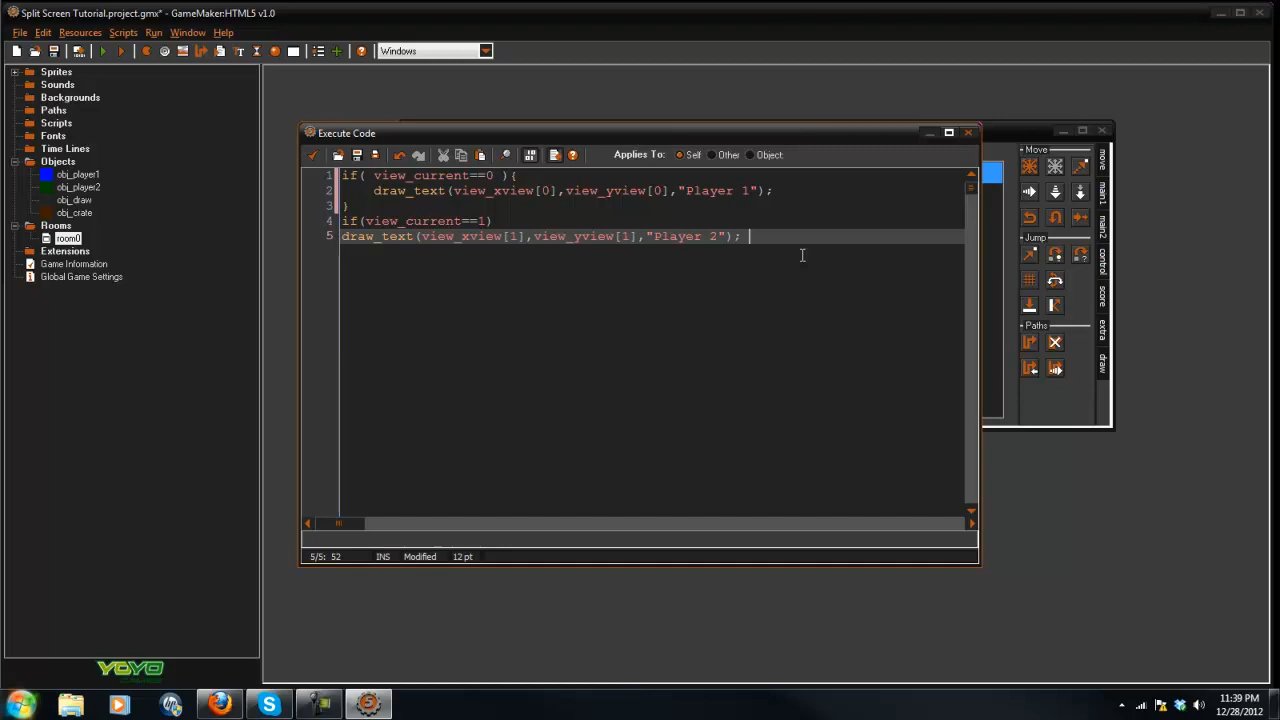 Split Screen Tutorial.project.gmx* - GameMaker:HTML5 v1.0
File Edit Resources Scripts Run Window Help
Windows
Sprites
Sounds
Backgrounds
Paths
Scripts
Fonts
Time Lines
Objects
obj_player1
obj_player2
obj_draw
obj_crate
Rooms
room0
Extensions
Game Information
Global Game Settings
Execute Code
Applies To: Self Other Object
1 if( view_current==0 ){
2 draw_text(view_xview[0],view_yview[0],"Player 1");
3 }
4 if(view_current==1)
5 draw_text(view_xview[1],view_yview[1],"Player 2");
5/5: 52 INS Modified 12 pt
Move
Jump
Paths
move
main1
main2
control
score
extra
draw
YOYO
11:39 PM
12/28/2012